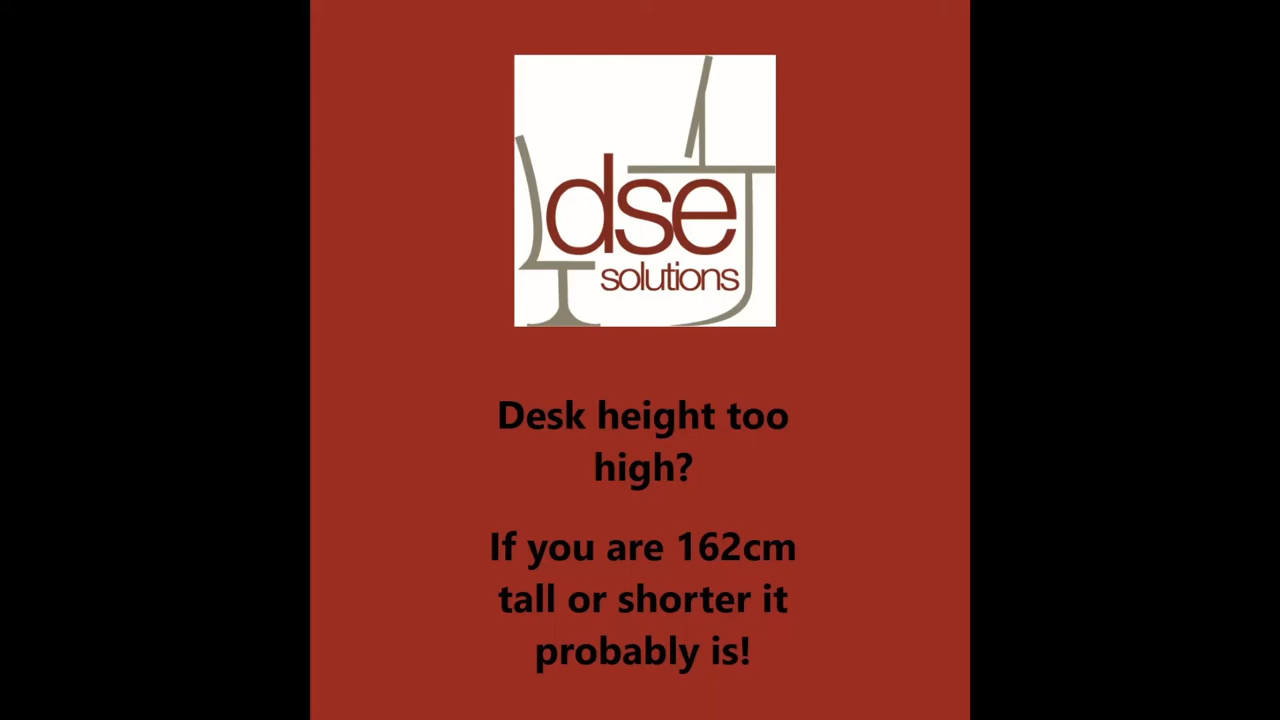 dse
solutions
Desk height too
high?
If you are 162cm
tall or shorter it
probably is!